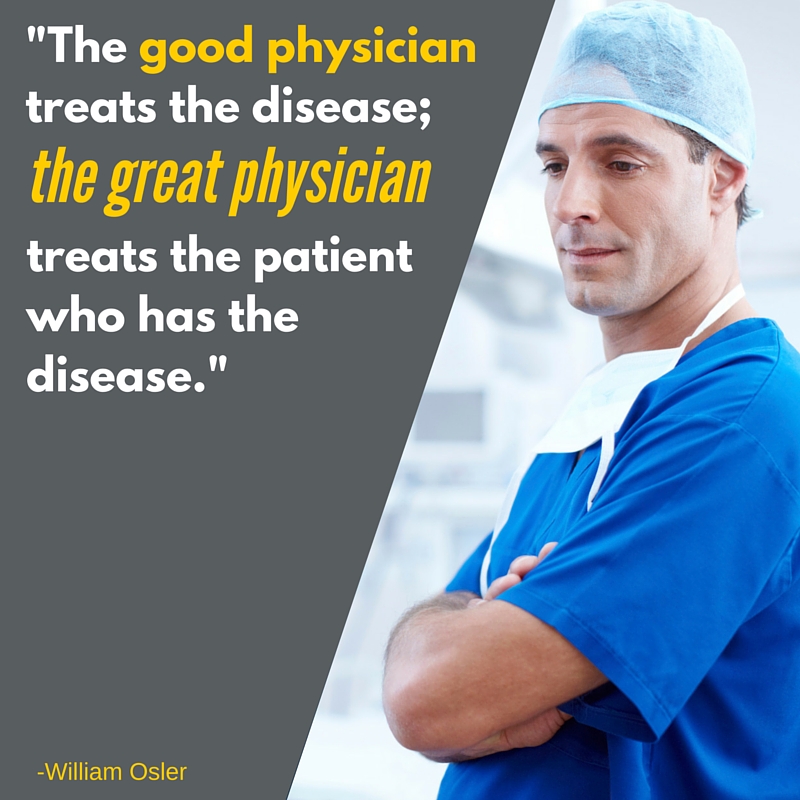 "The good physician
treats the disease;
the great physician
treats the patient
who has the
disease."
-William Osler